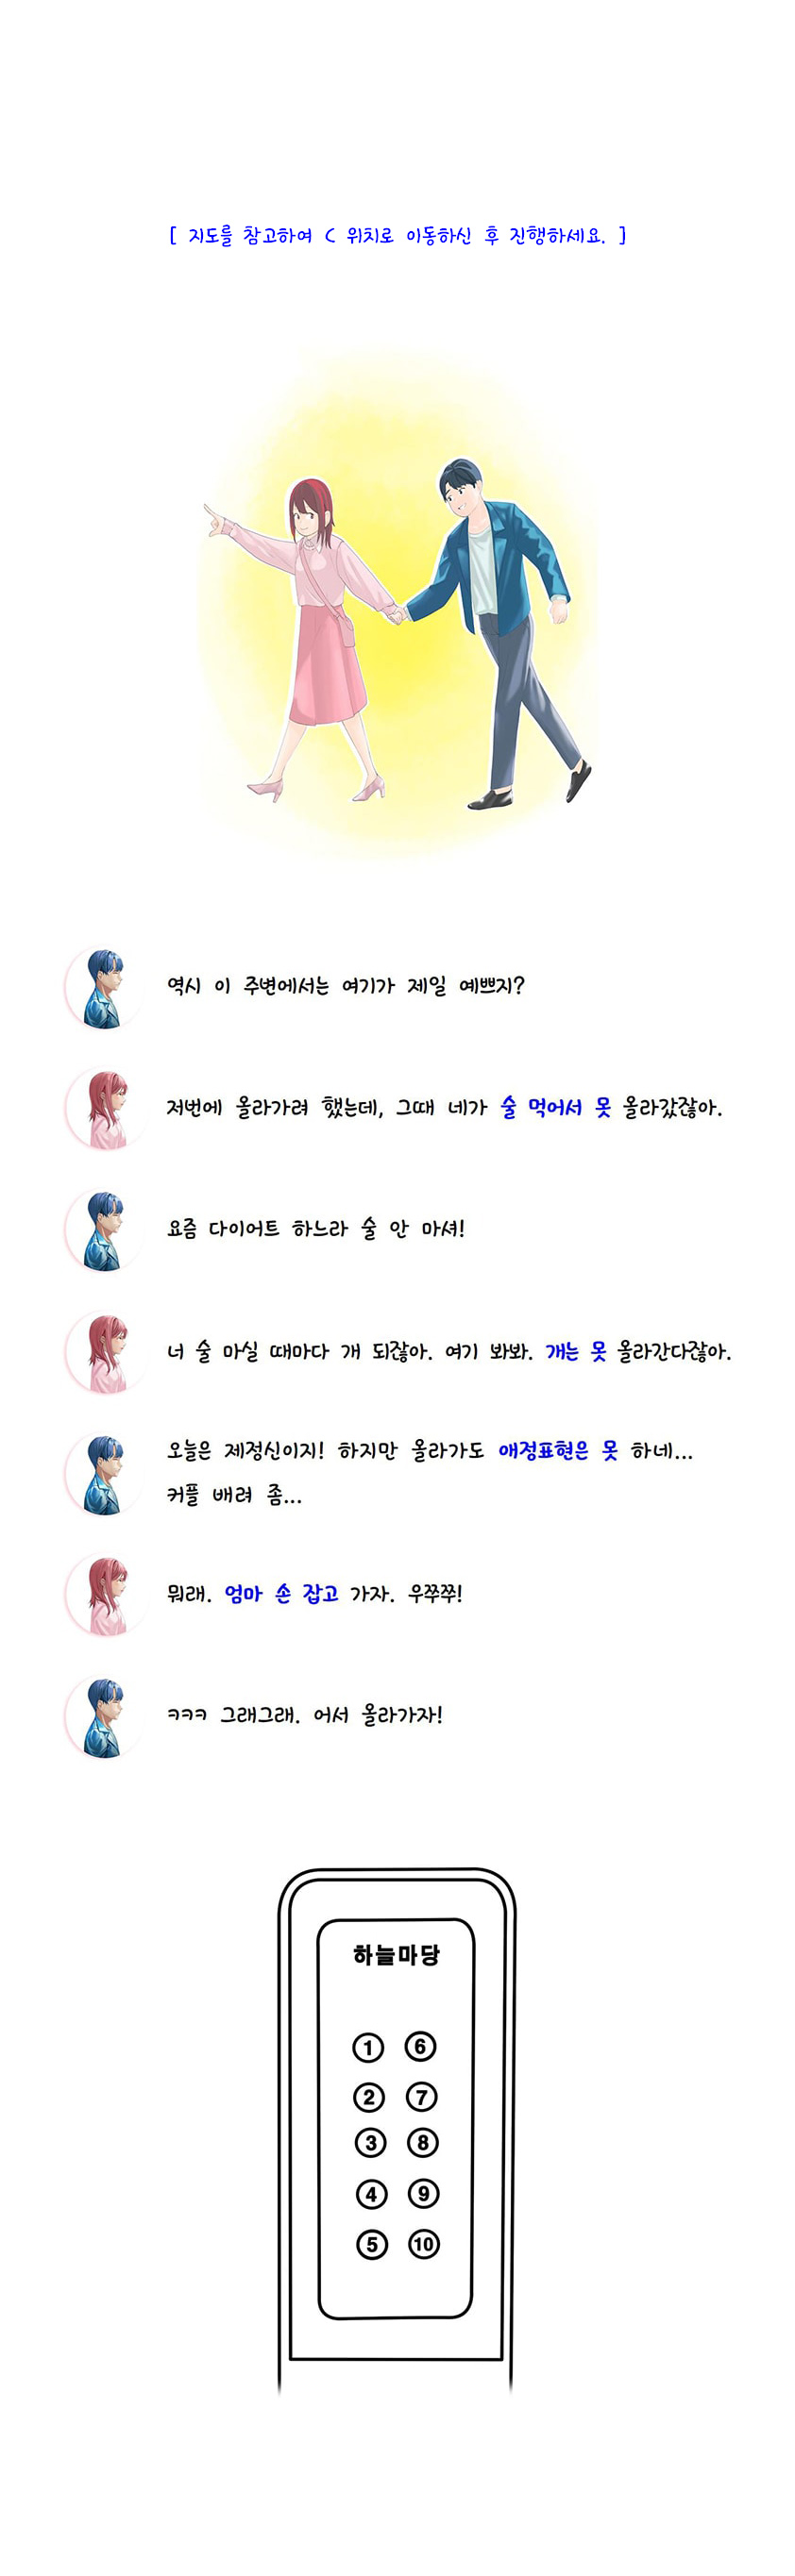 [ 지도를 참고하여 C 위치로 이동하신 후 진행하세요. ]
역시 이 주변에서는 여기가 제일 예쁘지?
저번에 올라가려 했는데, 그때 네가 술 먹어서 못 올라갔잖아.
요즘 다이어트 하느라 술 안 마셔!
너 술 마실 때마다 개 되잖아. 여기 봐봐. 개는 못 올라간다잖아.
오늘은 제정신이지! 하지만 올라가도 애정표현은 못 하네...
커플 배려 좀...
뭐래. 엄마 손 잡고 가자. 우쭈쭈!
ㅋㅋㅋ 그래그래. 어서 올라가자!
하늘마당
① ⑥
② ⑦
③ ⑧
④ ⑨
⑤ ⑩